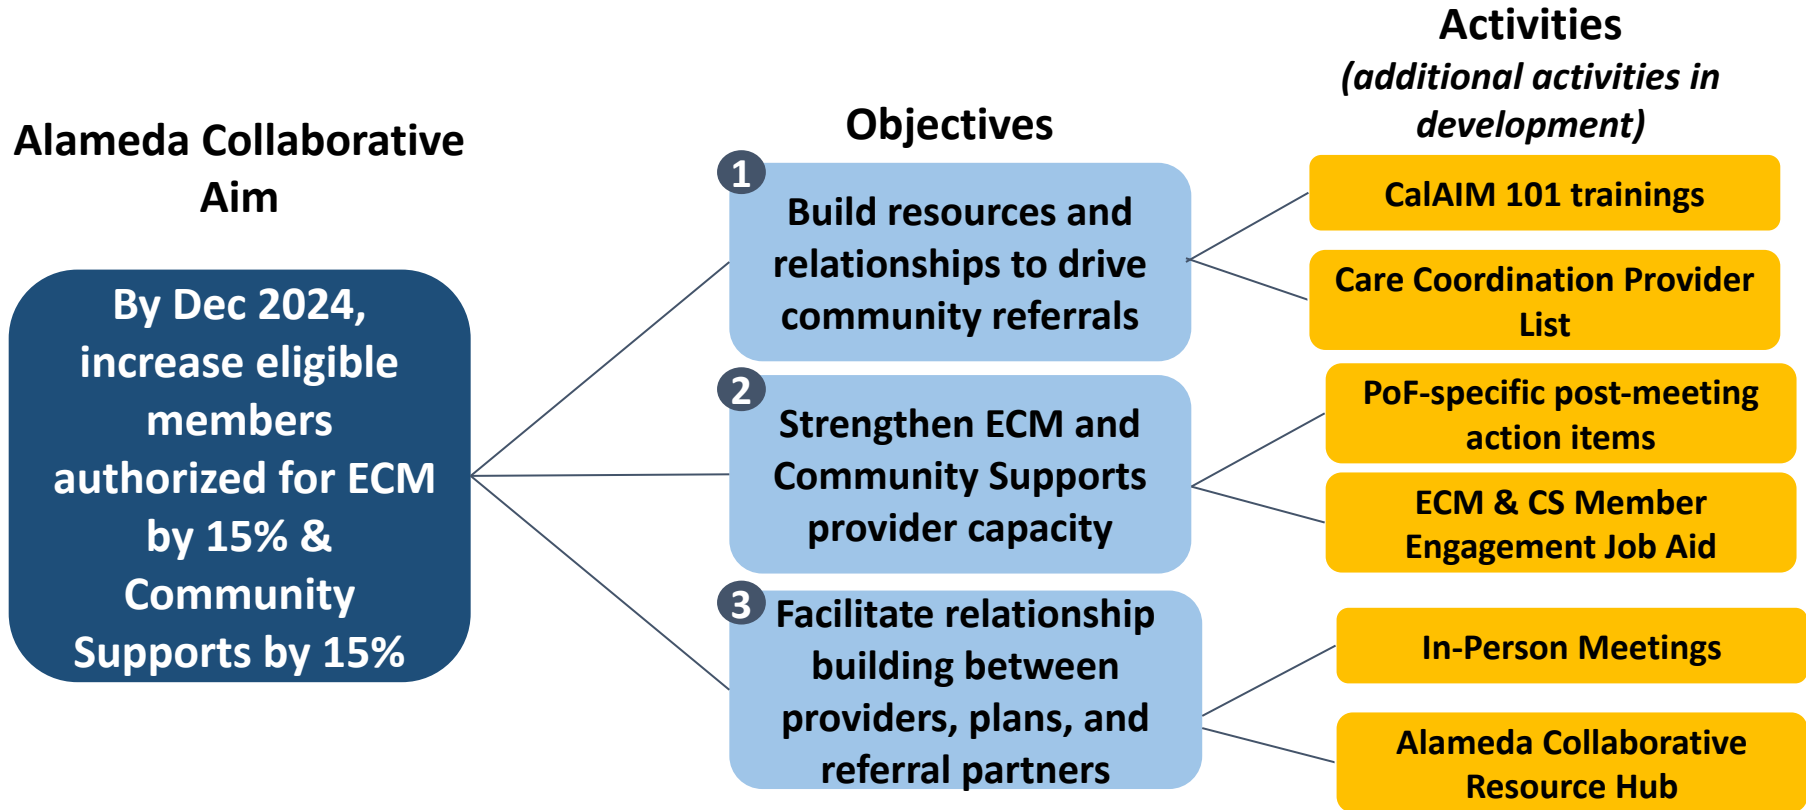 Alameda Collaborative
Aim
By Dec 2024,
increase eligible
members
authorized for ECM
by 15% &
Community
Supports by 15%
Objectives
1
Build resources and
relationships to drive
community referrals
2
Strengthen ECM and
Community Supports
provider capacity
3
Facilitate relationship
building between
providers, plans, and
referral partners
Activities
(additional activities in
development)
CalAIM 101 trainings
Care Coordination Provider
List
PoF-specific post-meeting
action items
ECM & CS Member
Engagement Job Aid
In-Person Meetings
Alameda Collaborative
Resource Hub